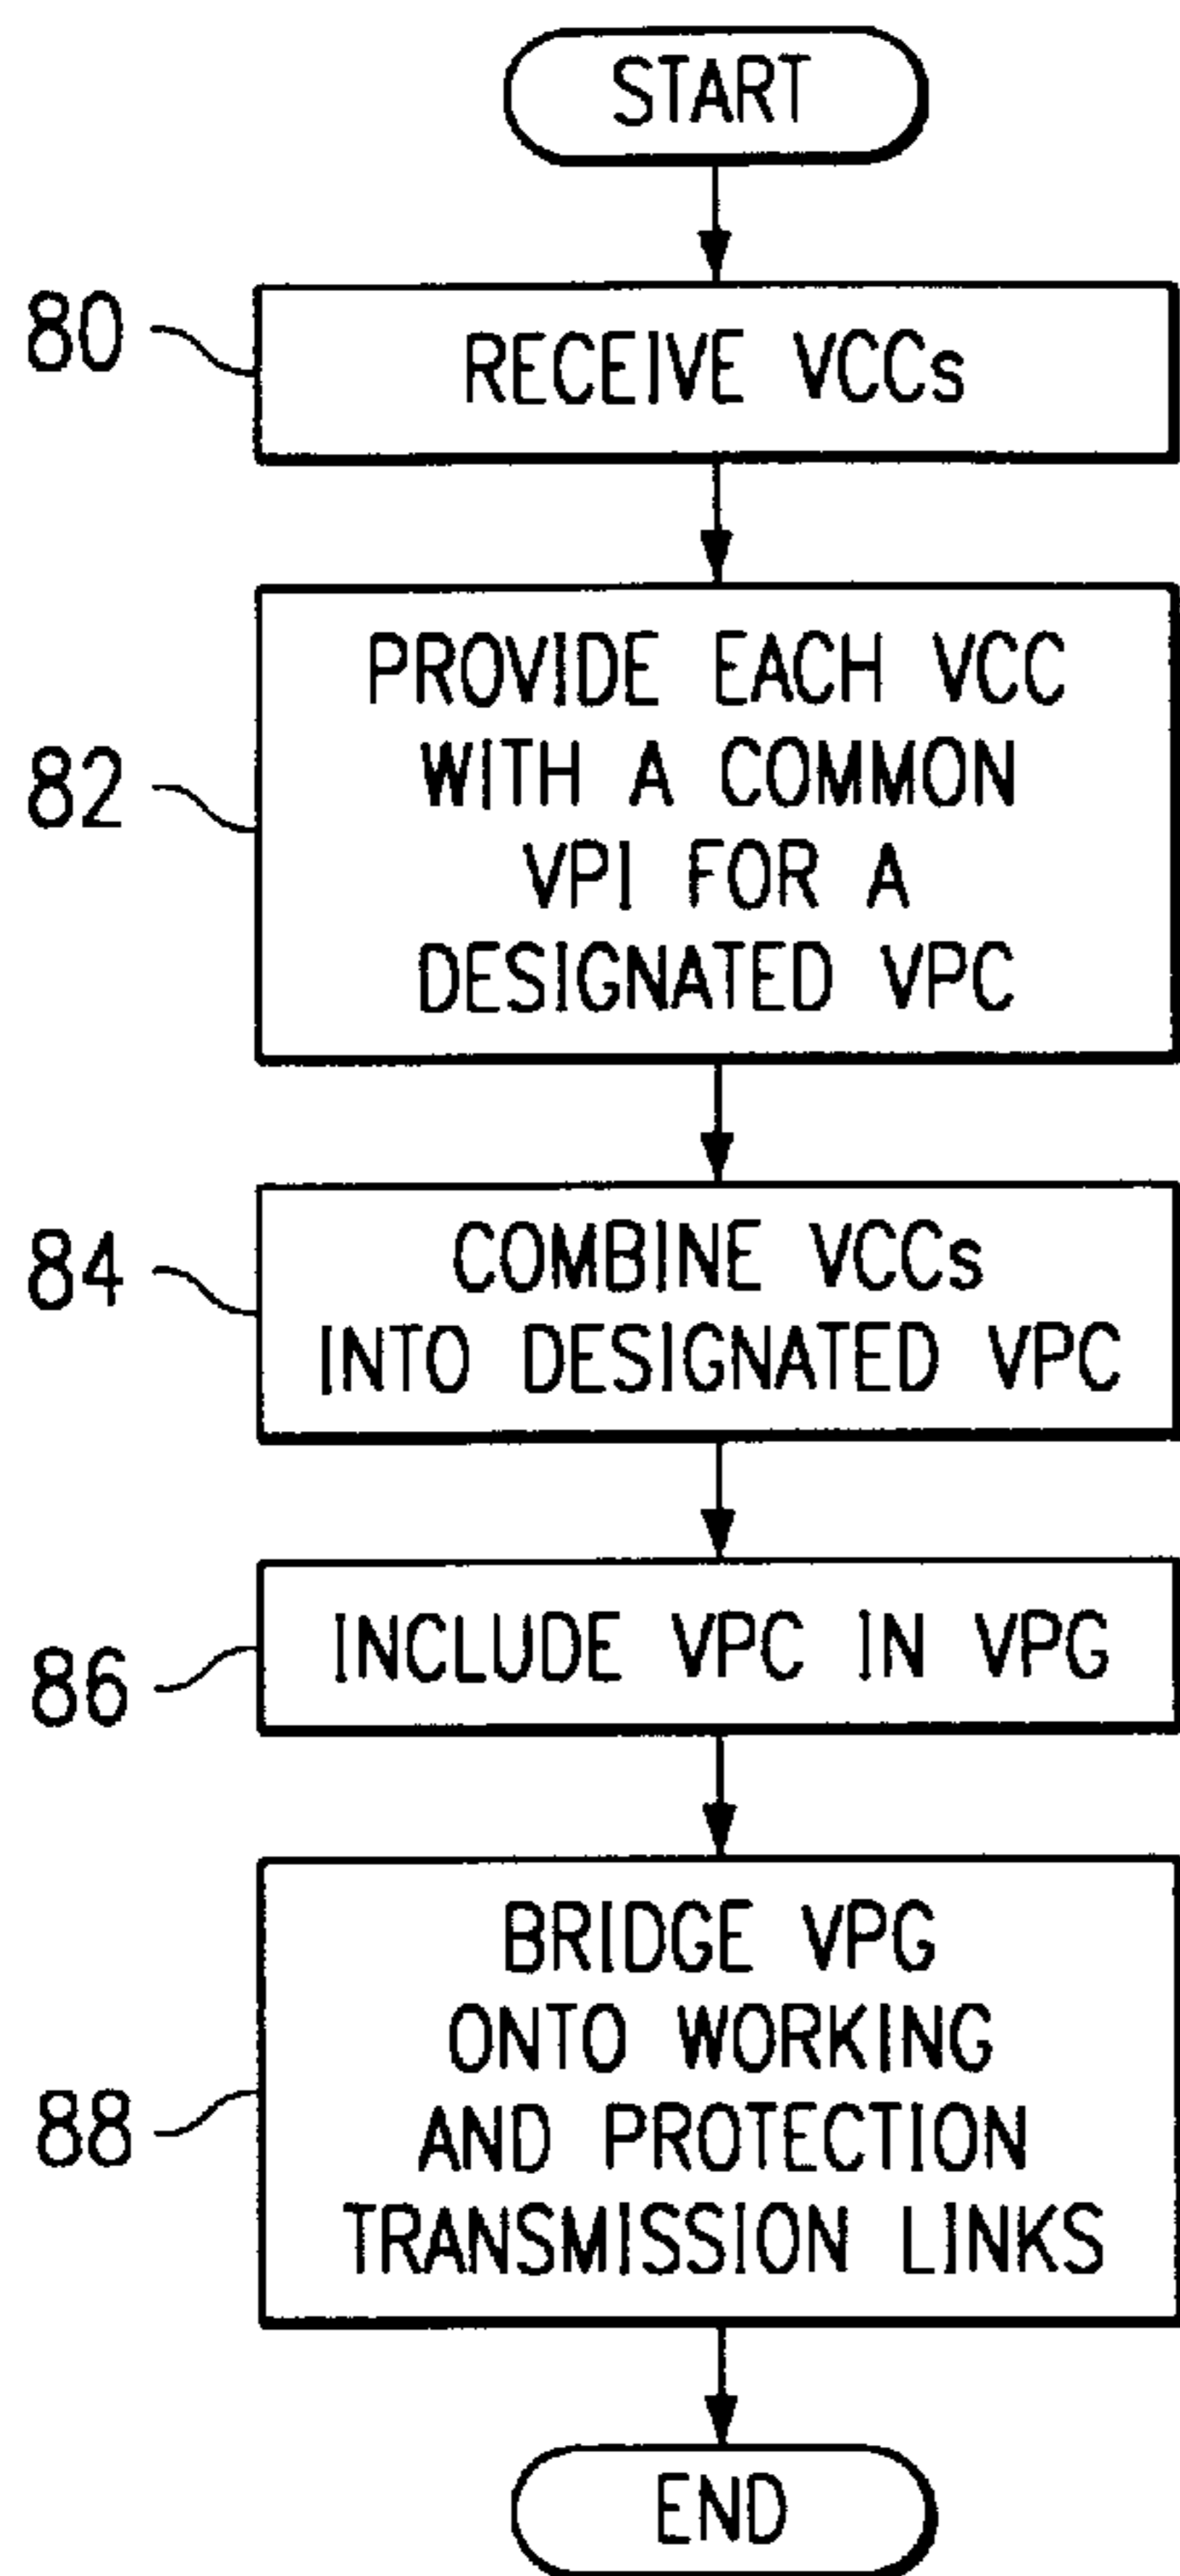 START
80
RECEIVE VCCs
82
PROVIDE EACH VCC
WITH A COMMON
VPI FOR A
DESIGNATED VPC
84
COMBINE VCCs
INTO DESIGNATED VPC
86
INCLUDE VPC IN VPG
88
BRIDGE VPG
ONTO WORKING
AND PROTECTION
TRANSMISSION LINKS
END